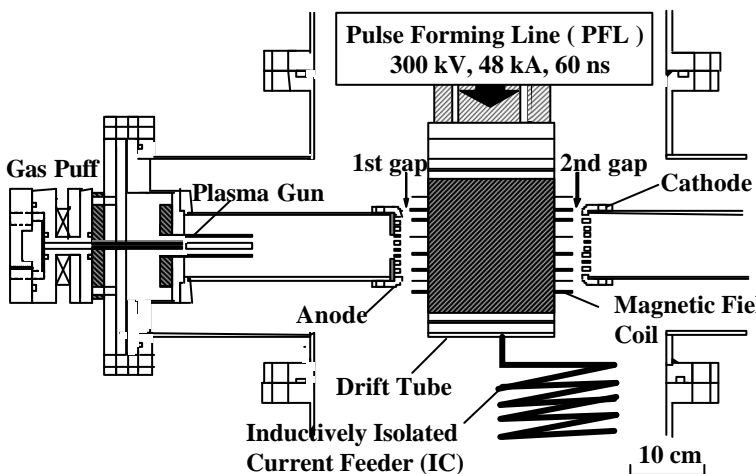 Pulse Forming Line ( PFL )
300 kV, 48 kA, 60 ns
Gas Puff
Plasma Gun
1st gap
2nd gap
Cathode
Anode
Magnetic Fiel
Coil
Drift Tube
Inductively Isolated
Current Feeder (IC)
10 cm